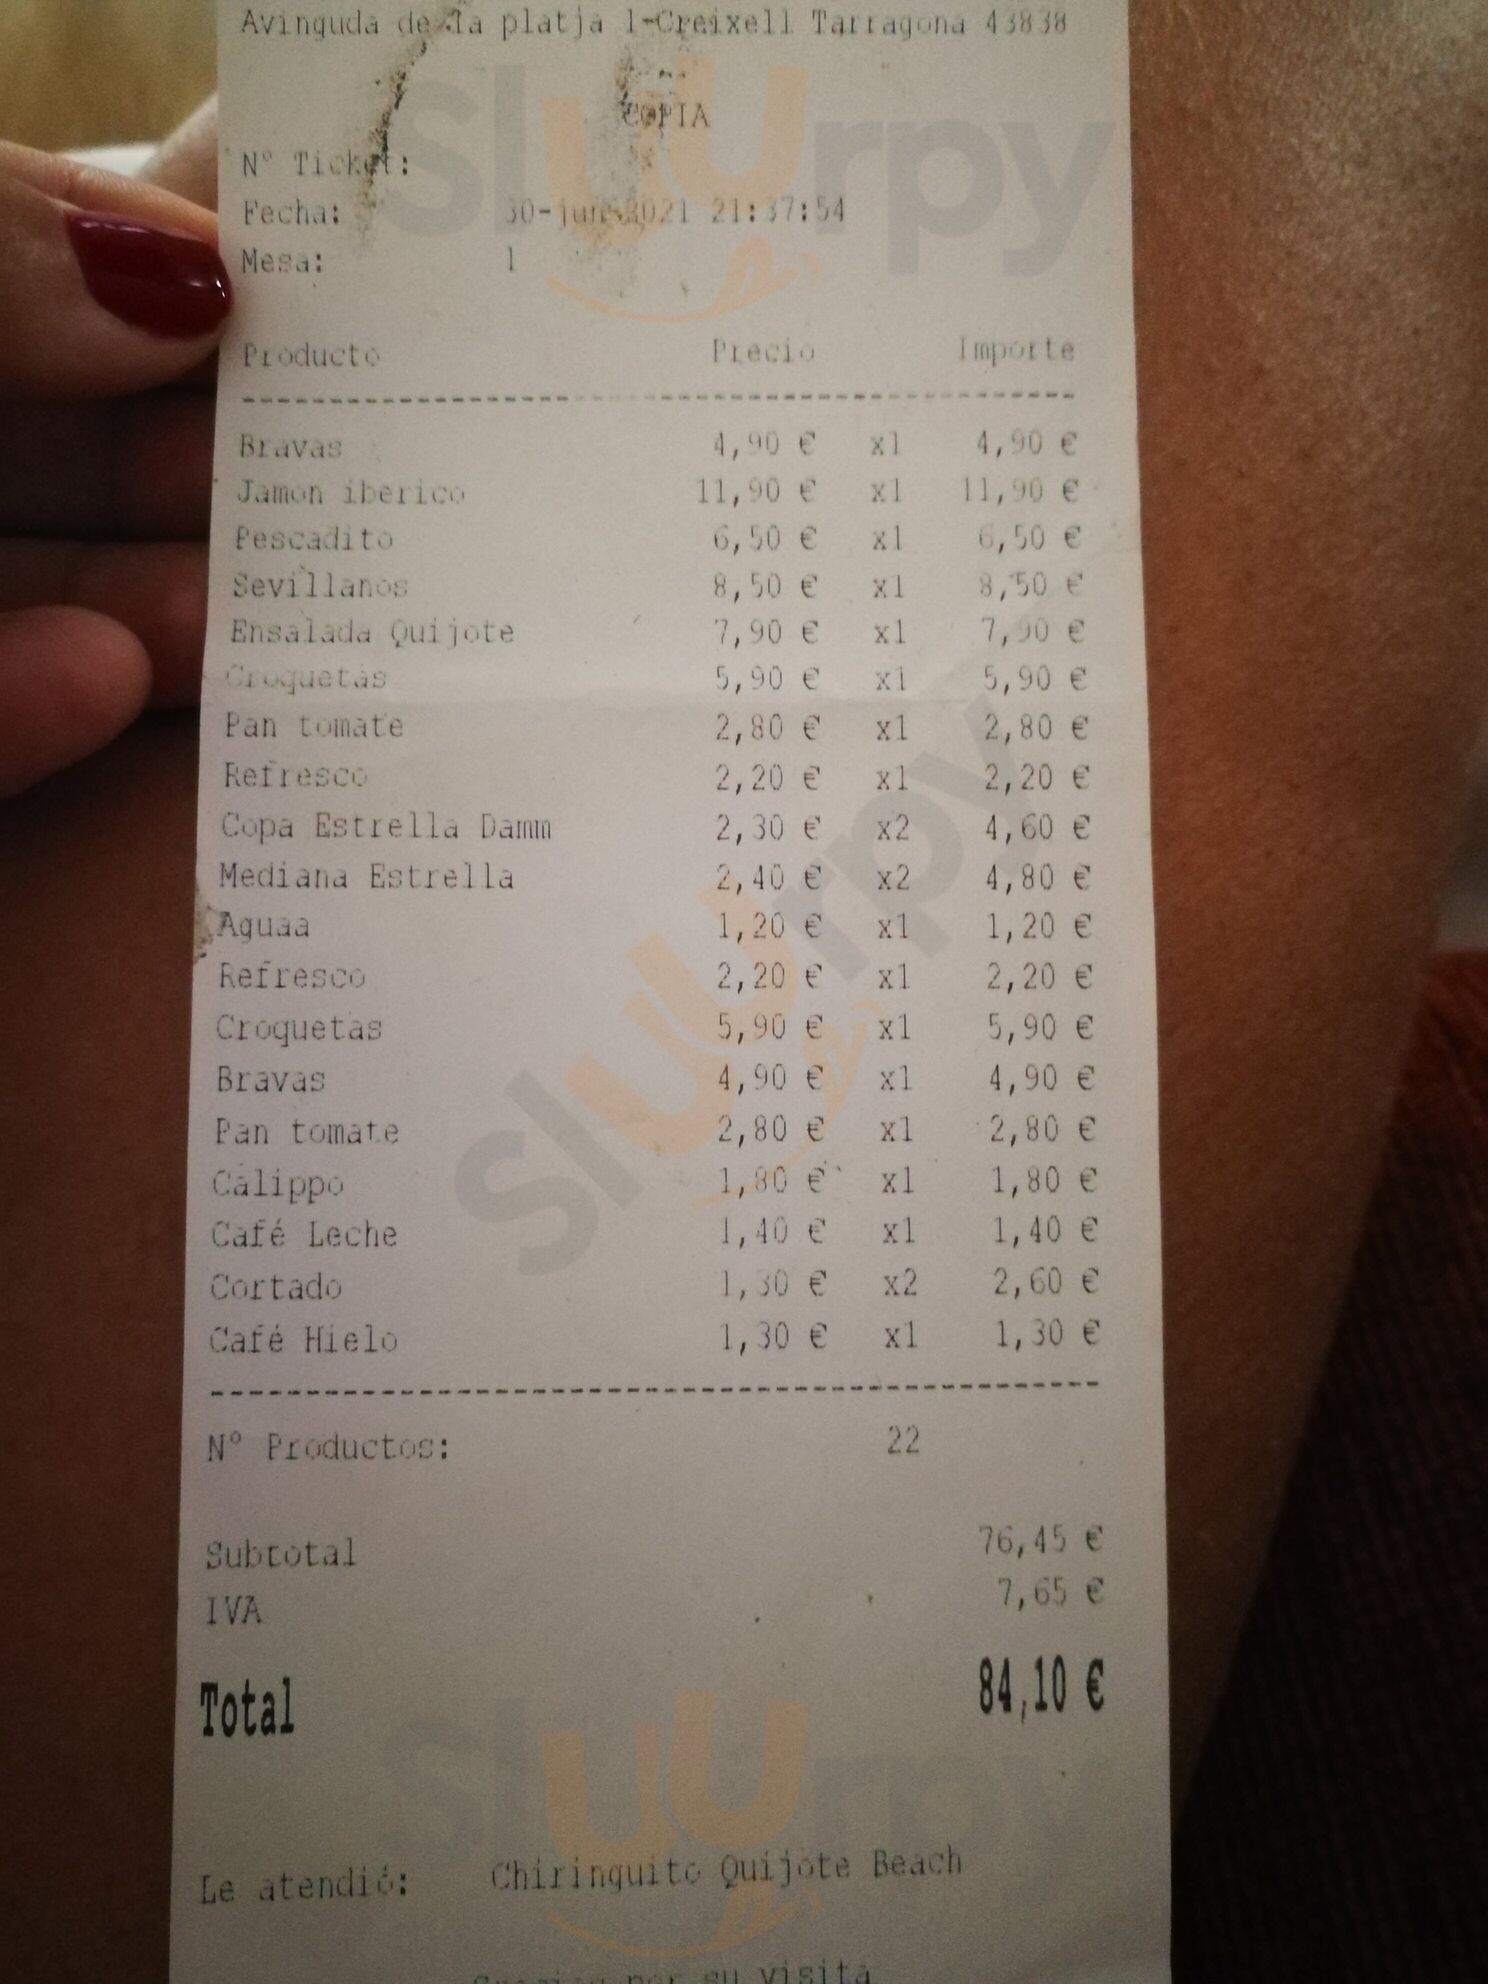 Avinguda de la platja 1-Creixell Tarragona 43838
COPIA
Nº Ticket:
Fecha: 30-jun-2021 21:37:54
Mesa: 1
Producto Precio Importe
Bravas 4,90 € x1 4,90 €
Jamon iberico 11,90 € x1 11,90 €
Pescadito 6,50 € x1 6,50 €
Sevillanos 8,50 € x1 8,50 €
Ensalada Quijote 7,90 € x1 7,90 €
Croquetas 5,90 € x1 5,90 €
Pan tomate 2,80 € x1 2,80 €
Refresco 2,20 € x1 2,20 €
Copa Estrella Damm 2,30 € x2 4,60 €
Mediana Estrella 2,40 € x2 4,80 €
Aguaa 1,20 € x1 1,20 €
Refresco 2,20 € x1 2,20 €
Croquetas 5,90 € x1 5,90 €
Bravas 4,90 € x1 4,90 €
Pan tomate 2,80 € x1 2,80 €
Calippo 1,80 € x1 1,80 €
Café Leche 1,40 € x1 1,40 €
Cortado 1,30 € x2 2,60 €
Café Hielo 1,30 € x1 1,30 €
Nº Productos: 22
Subtotal 76,45 €
IVA 7,65 €
Total 84,10 €
Le atendió: Chiringuito Quijote Beach
Gracias por su visita
Sluurpy
Sluurpy
Sluurpy